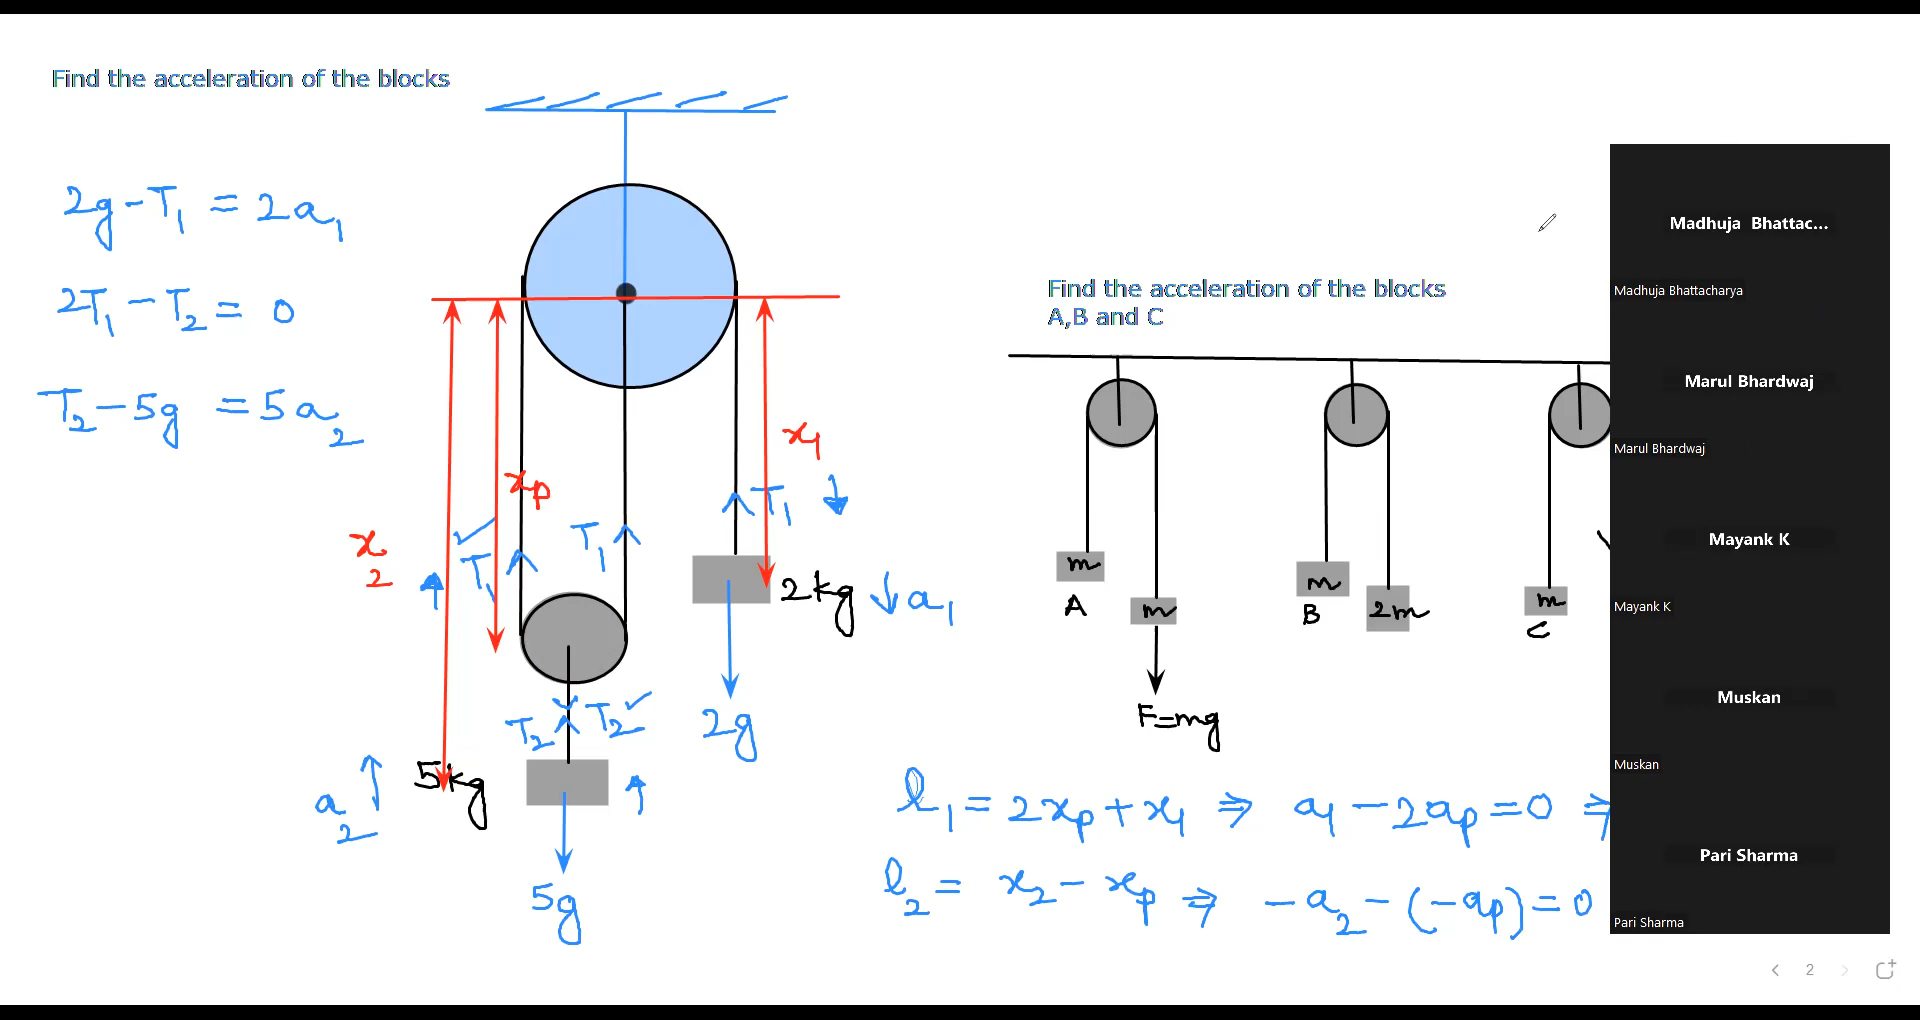 Find the acceleration of the blocks
2g - T₁ = 2a₁
2T₁ - T₂ = 0
T₂ - 5g = 5a₂
x₂
xₚ
x₁
T₁
T₁
T₁
2kg
a₁
T₂
T₂
2g
a₂
5kg
5g
Find the acceleration of the blocks
A,B and C
m
A
m
F=mg
m
B
2m
m
C
l₁ = 2xₚ + x₁ ⇒ a₁ - 2aₚ = 0 ⇒
l₂ = x₂ - xₚ ⇒ -a₂ - (-aₚ) = 0
Madhuja Bhattac...
Madhuja Bhattacharya
Marul Bhardwaj
Marul Bhardwaj
Mayank K
Mayank K
Muskan
Muskan
Pari Sharma
Pari Sharma
2